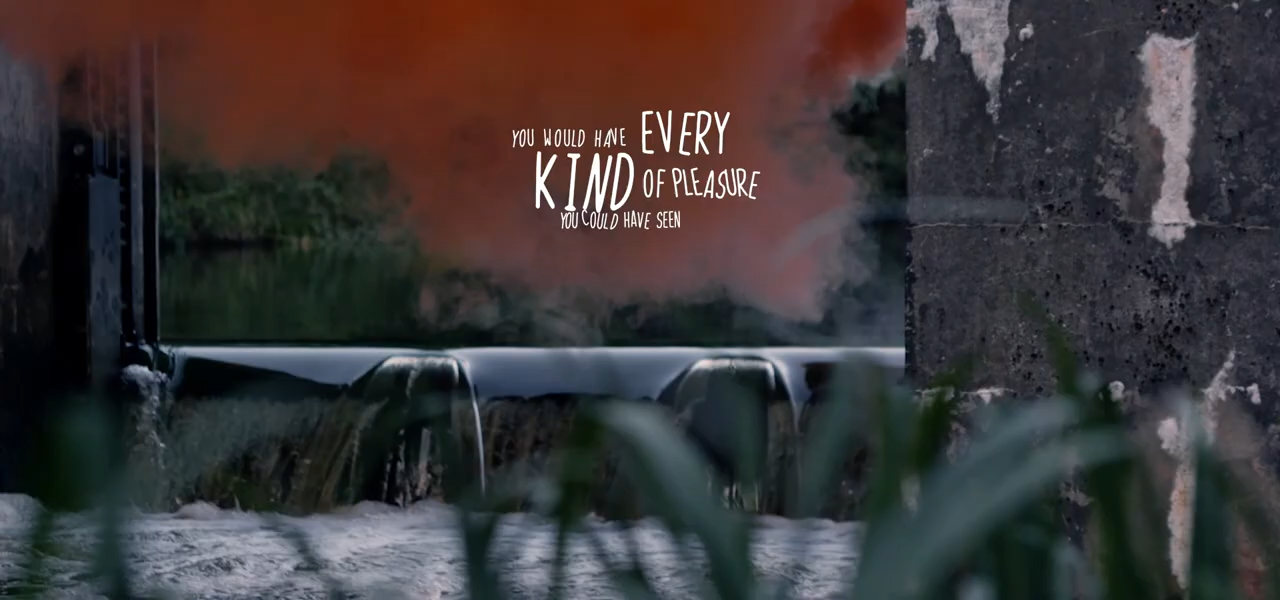 YOU WOULD HAVE EVERY
KIND OF PLEASURE
YOU COULD HAVE SEEN